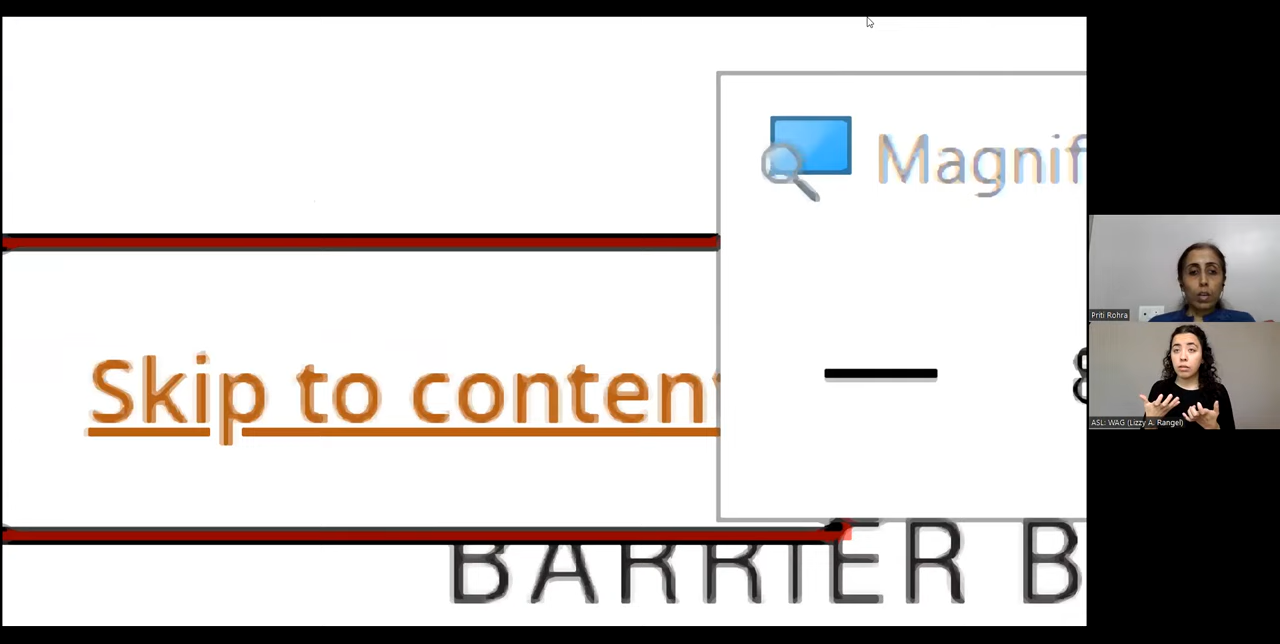 Magnif
Skip to conten
BARRIER B
Priti Rohra
ASL: WAG (Lizzy A. Rangel)